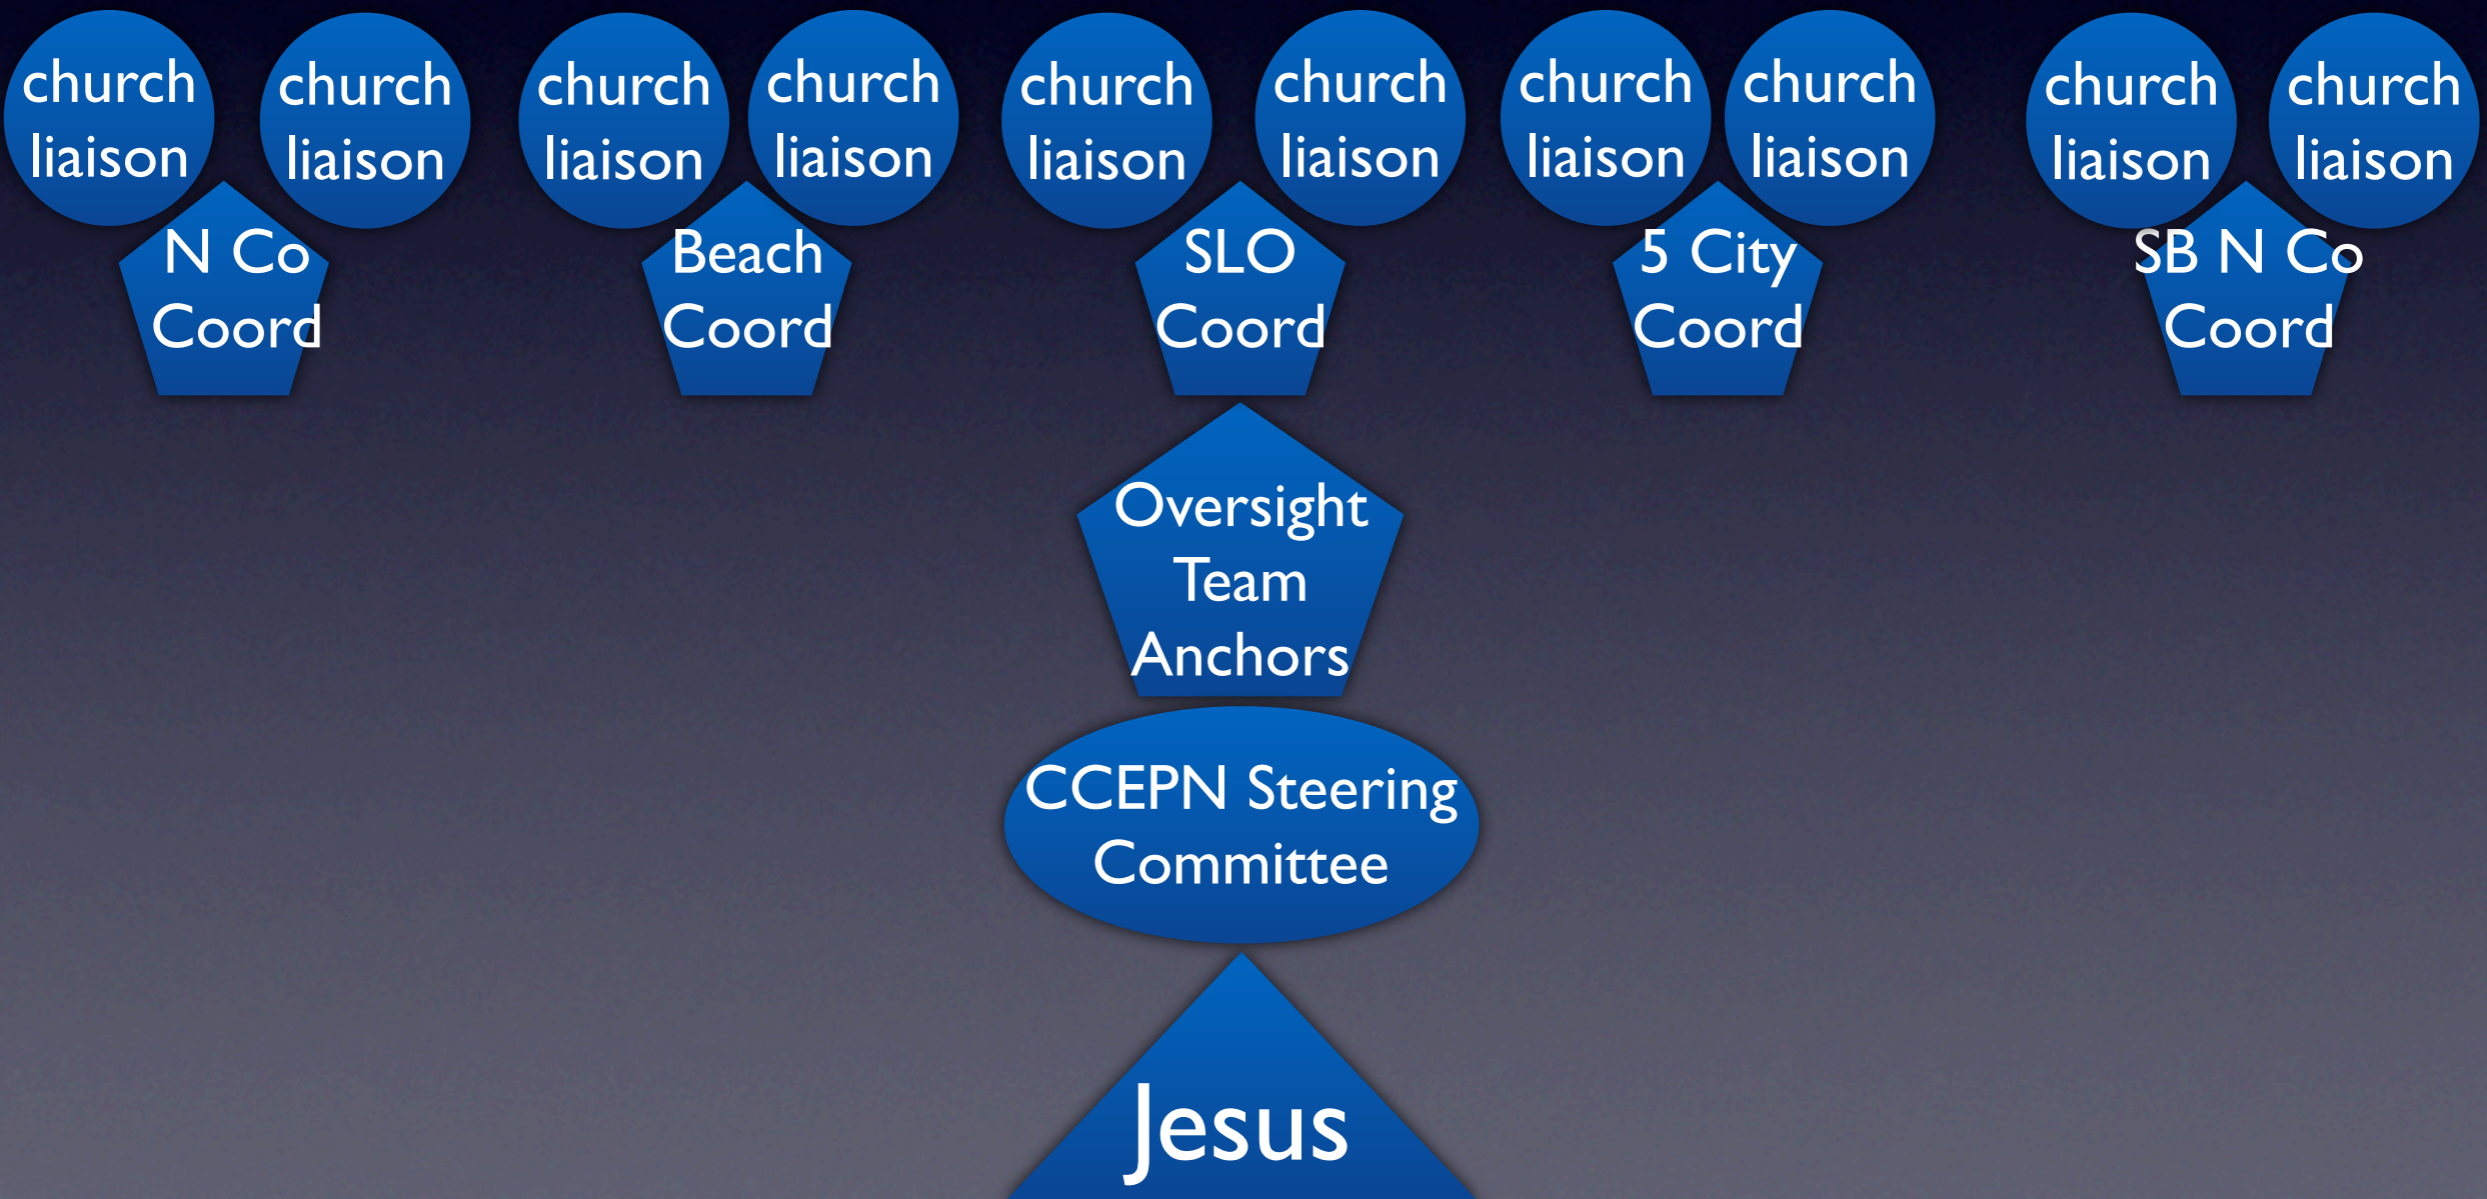 church
liaison
church
liaison
church
liaison
church
liaison
church
liaison
church
liaison
church
liaison
church
liaison
church
liaison
church
liaison
N Co
Coord
Beach
Coord
SLO
Coord
5 City
Coord
SB N Co
Coord
Oversight
Team
Anchors
CCEPN Steering
Committee
Jesus